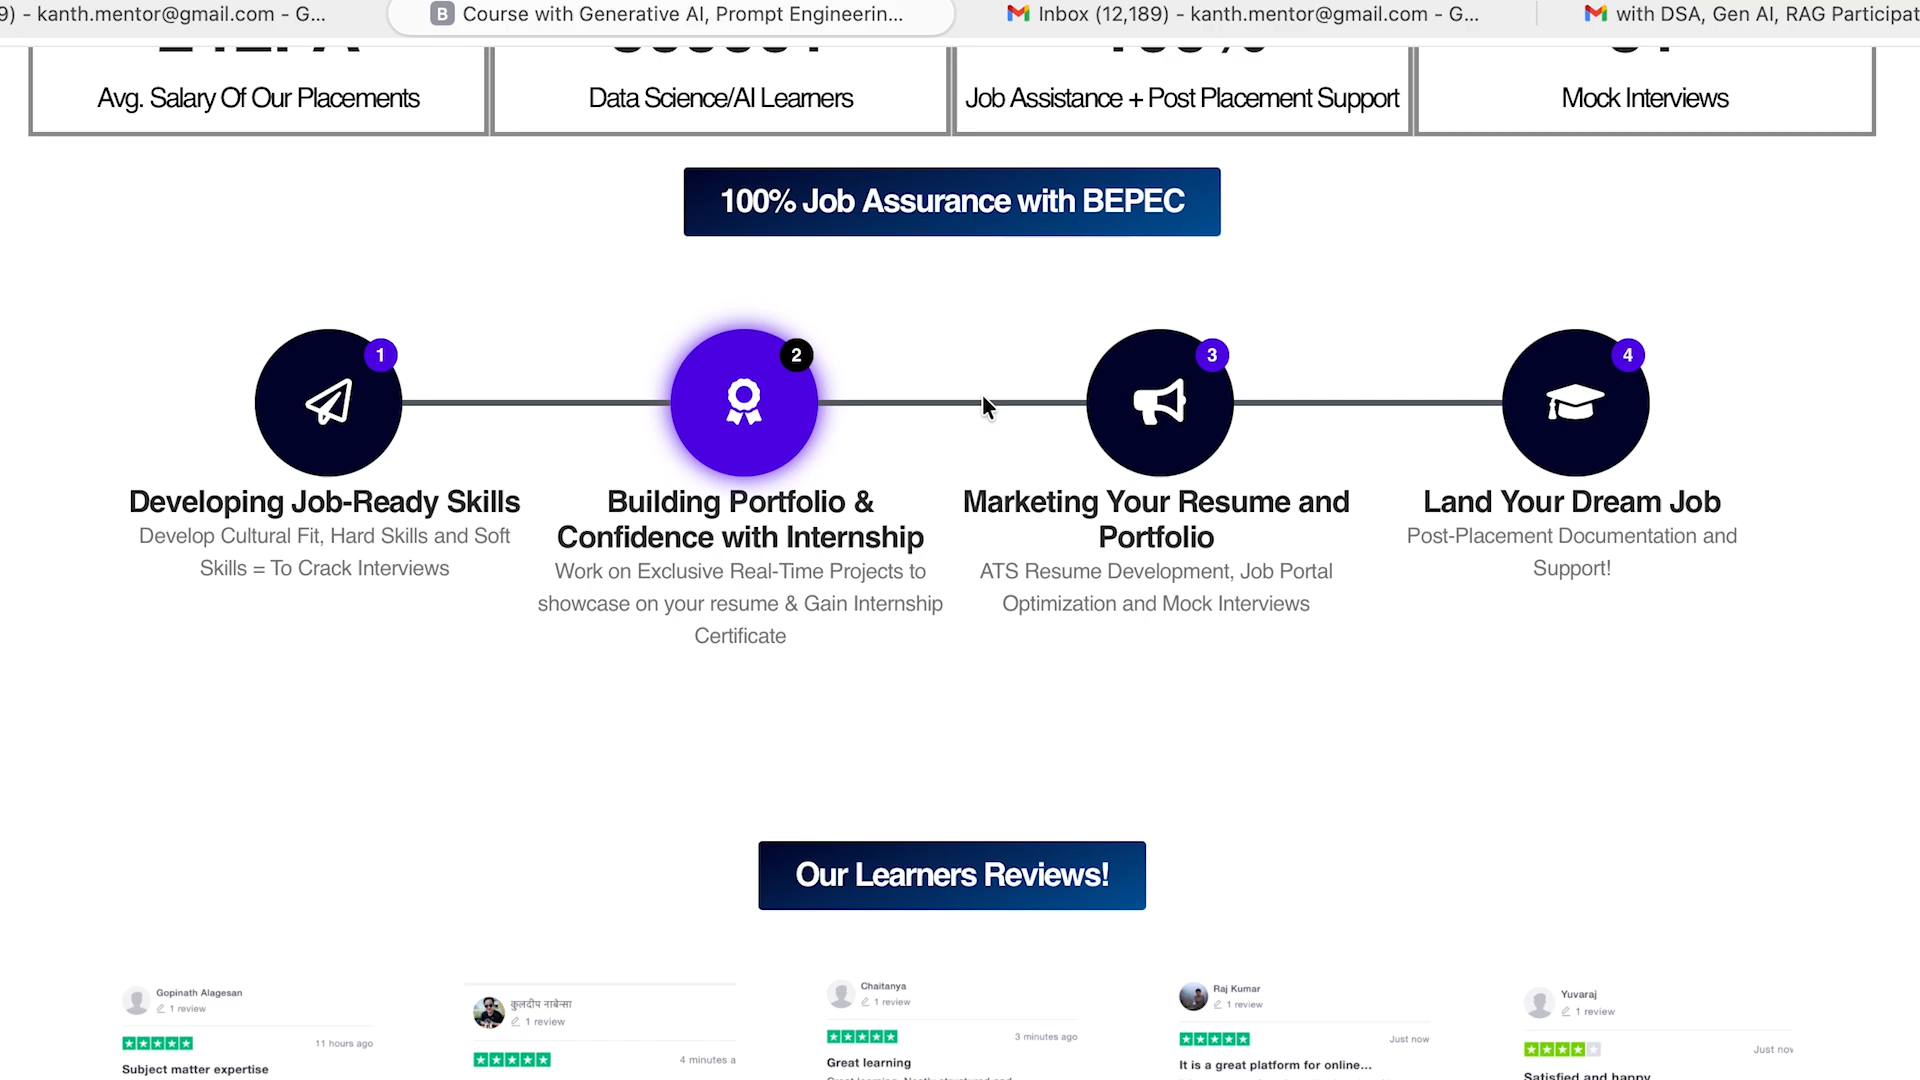 9) - kanth.mentor@gmail.com - G...
B Course with Generative AI, Prompt Engineerin...
Inbox (12,189) - kanth.mentor@gmail.com - G...
with DSA, Gen AI, RAG Participat
Avg. Salary Of Our Placements
Data Science/AI Learners
Job Assistance + Post Placement Support
Mock Interviews
100% Job Assurance with BEPEC
1
2
3
4
Developing Job-Ready Skills
Develop Cultural Fit, Hard Skills and Soft
Skills = To Crack Interviews
Building Portfolio &
Confidence with Internship
Work on Exclusive Real-Time Projects to
showcase on your resume & Gain Internship
Certificate
Marketing Your Resume and
Portfolio
ATS Resume Development, Job Portal
Optimization and Mock Interviews
Land Your Dream Job
Post-Placement Documentation and
Support!
Our Learners Reviews!
Gopinath Alagesan
1 review
11 hours ago
Subject matter expertise
कुलदीप नाबेन्सा
1 review
4 minutes a
Chaitanya
1 review
3 minutes ago
Great learning
Raj Kumar
1 review
Just now
It is a great platform for online...
Yuvaraj
1 review
Just now
Satisfied and happy